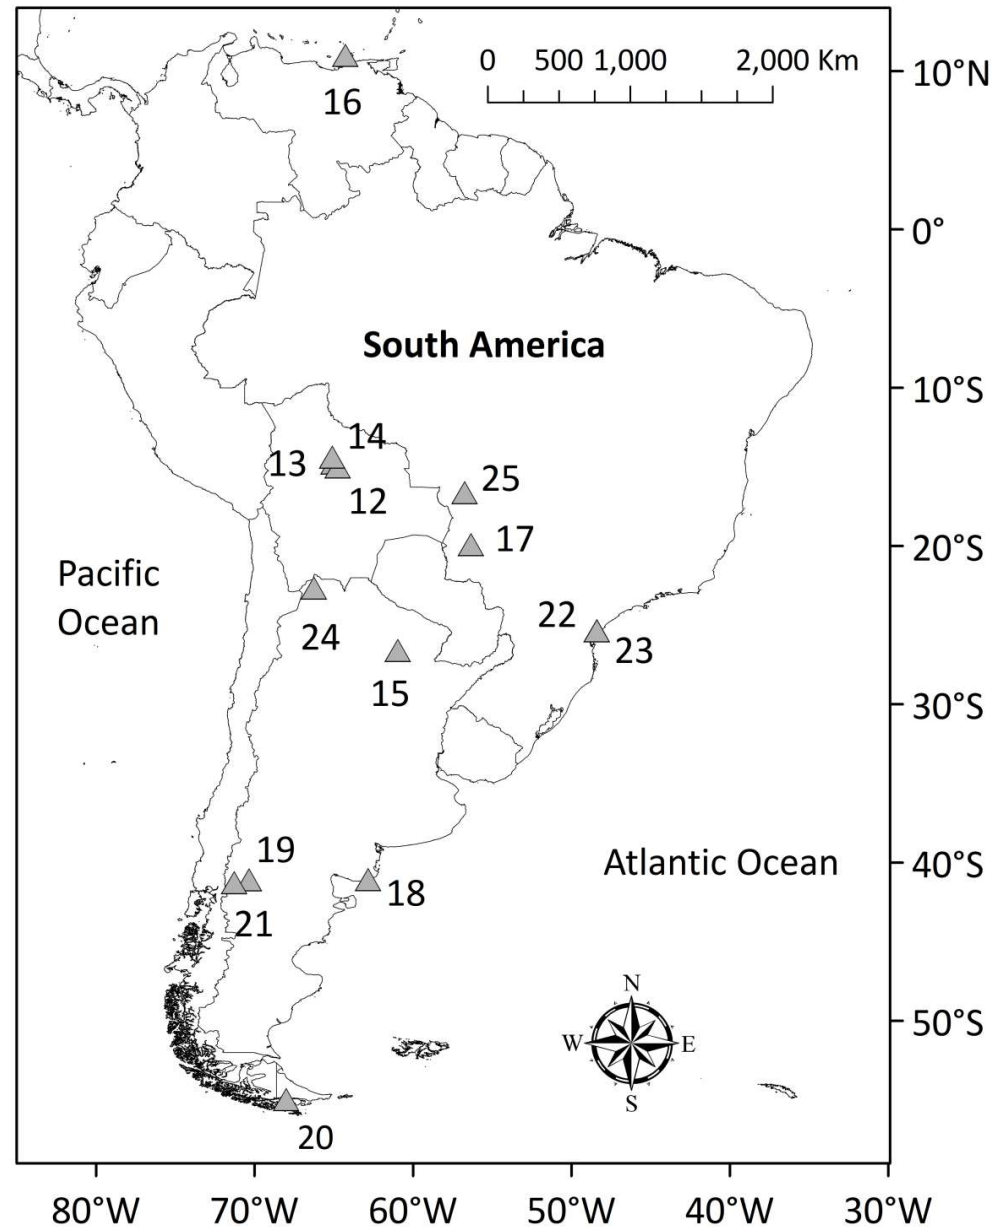 0 500 1,000 2,000 Km
10°N
16
0°
South America
10°S
14
13
12
25
17
20°S
Pacific
Ocean
24
22
23
15
30°S
19
21
18
Atlantic Ocean
40°S
N
W E
S
50°S
20
80°W 70°W 60°W 50°W 40°W 30°W